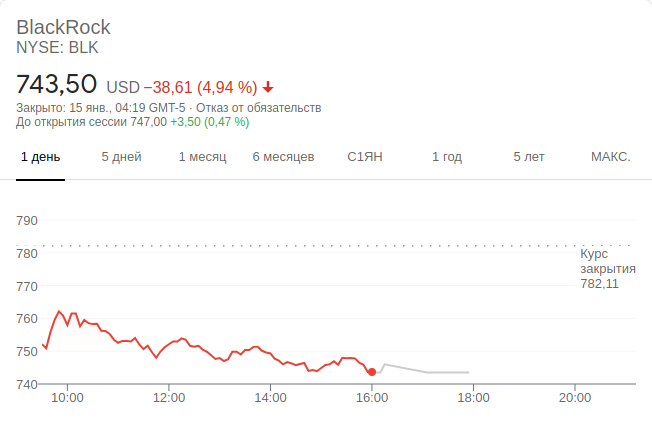 BlackRock
NYSE: BLK
743,50 USD −38,61 (4,94 %)
Закрыто: 15 янв., 04:19 GMT-5 · Отказ от обязательств
До открытия сессии 747,00 +3,50 (0,47 %)
1 день 5 дней 1 месяц 6 месяцев С1ЯН 1 год 5 лет МАКС.
790
780
770
760
750
740
Курс
закрытия
782,11
10:00 12:00 14:00 16:00 18:00 20:00